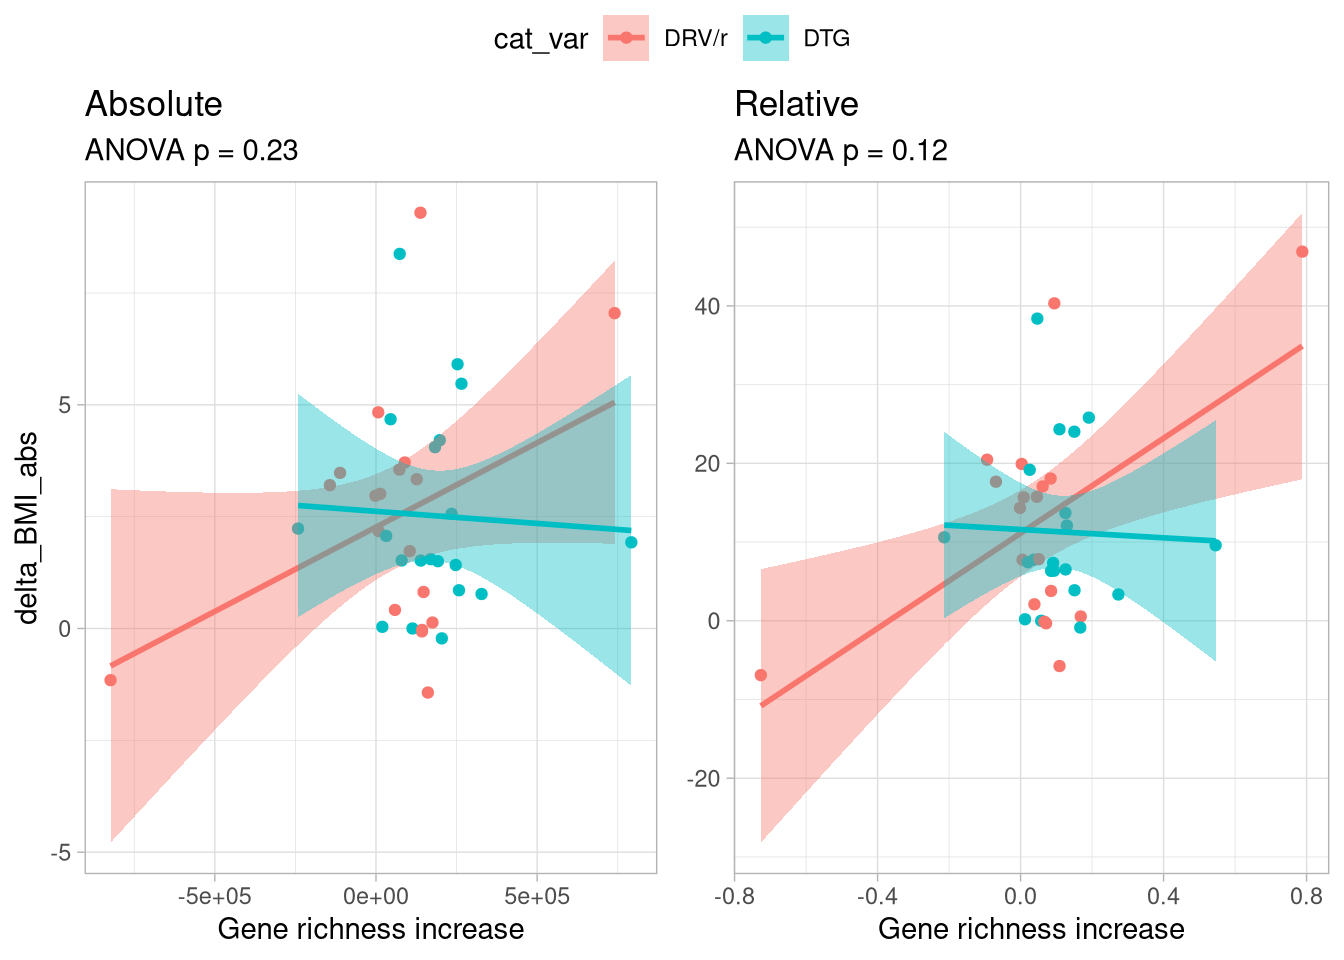 cat_var DRV/r DTG
Absolute
ANOVA p = 0.23
Relative
ANOVA p = 0.12
delta_BMI_abs
5
0
-5
-5e+05 0e+00 5e+05
Gene richness increase
40
20
0
-20
-0.8 -0.4 0.0 0.4 0.8
Gene richness increase